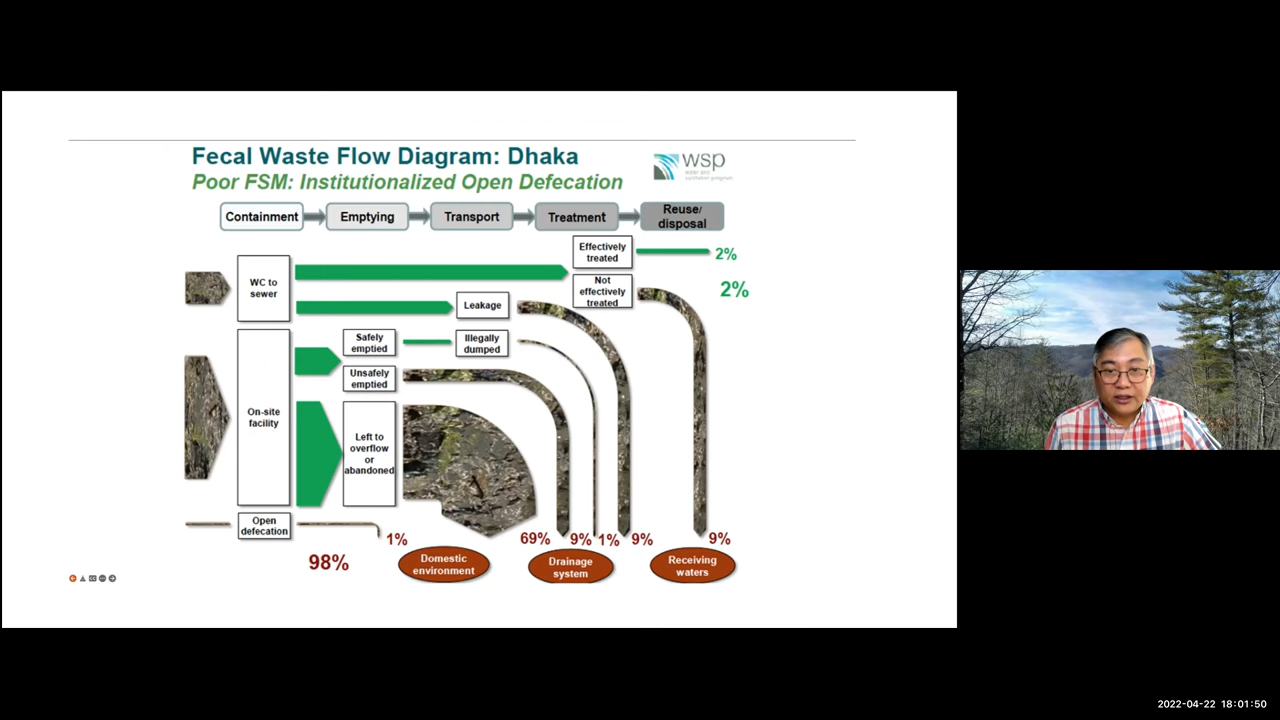 Fecal Waste Flow Diagram: Dhaka
Poor FSM: Institutionalized Open Defecation
wsp
water and
sanitation program
Containment
Emptying
Transport
Treatment
Reuse/
disposal
Effectively
treated
2%
WC to
sewer
Not
effectively
treated
2%
Leakage
Safely
emptied
Illegally
dumped
Unsafely
emptied
On-site
facility
Left to
overflow
or
abandoned
Open
defecation
1%
69%
9%
1%
9%
9%
98%
Domestic
environment
Drainage
system
Receiving
waters
2022-04-22 18:01:50